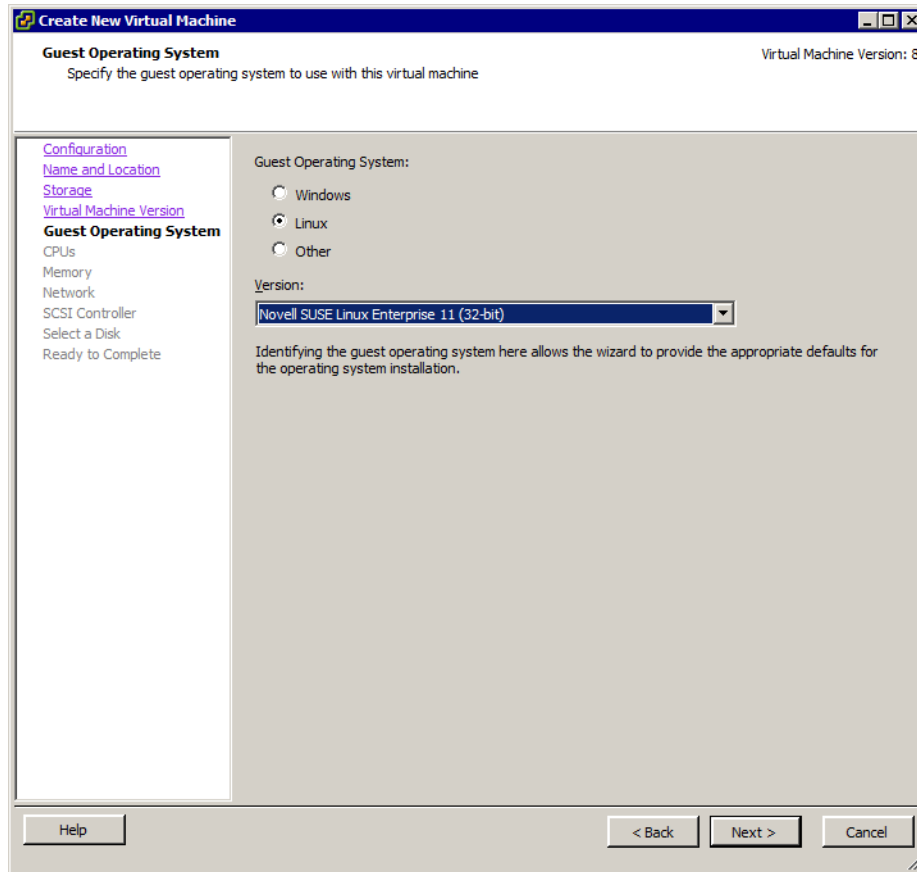 Create New Virtual Machine
Guest Operating System
Specify the guest operating system to use with this virtual machine
Virtual Machine Version: 8
Configuration
Name and Location
Storage
Virtual Machine Version
Guest Operating System
CPUs
Memory
Network
SCSI Controller
Select a Disk
Ready to Complete
Guest Operating System:
Windows
Linux
Other
Version:
Novell SUSE Linux Enterprise 11 (32-bit)
Identifying the guest operating system here allows the wizard to provide the appropriate defaults for
the operating system installation.
Help
< Back
Next >
Cancel